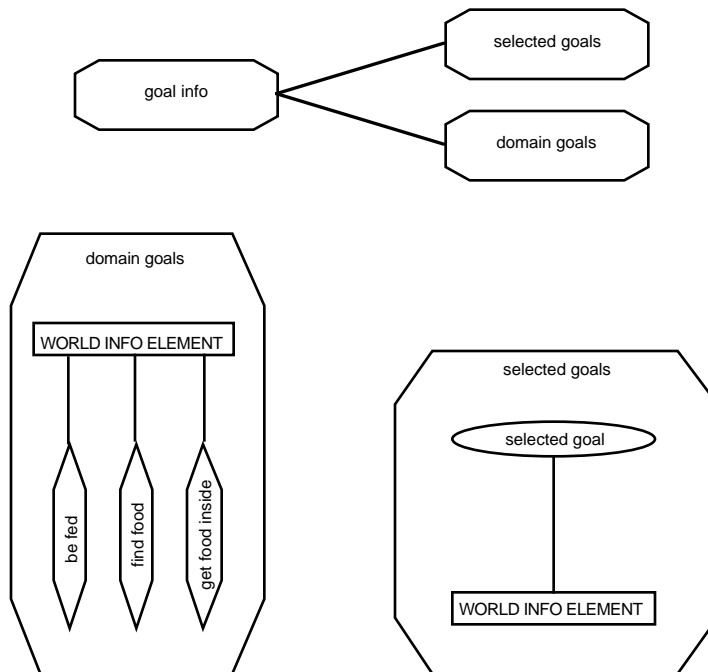 selected goals
goal info
domain goals
domain goals
WORLD INFO ELEMENT
be fed
find food
get food inside
selected goals
selected goal
WORLD INFO ELEMENT